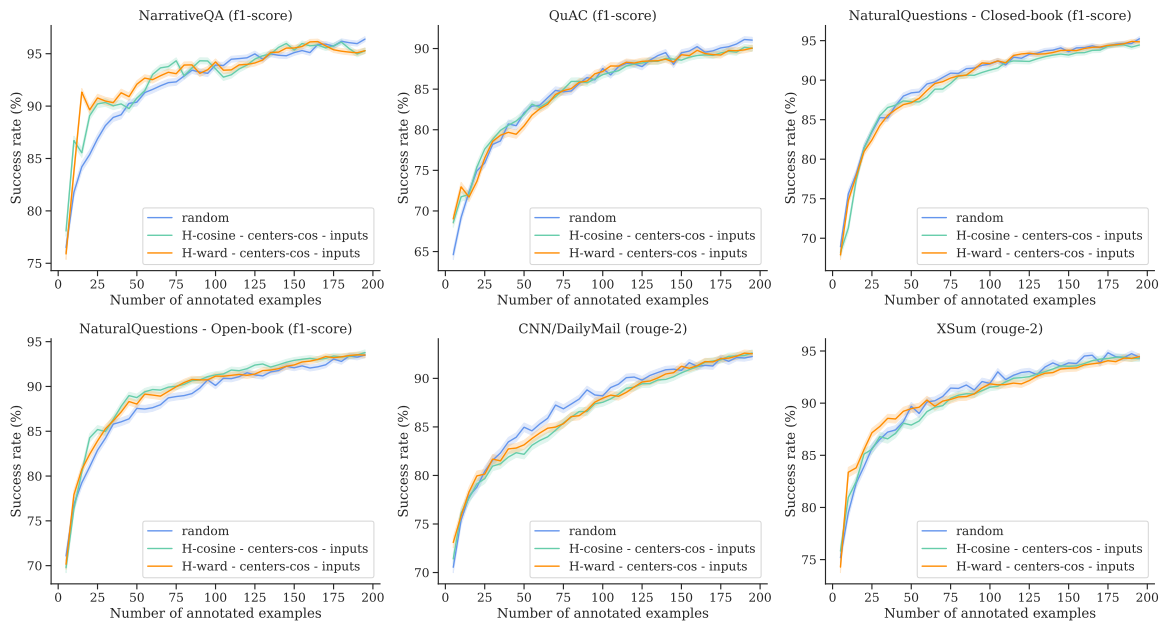 NarrativeQA (f1-score)
Success rate (%)
95
90
85
80
75
random
H-cosine - centers-cos - inputs
H-ward - centers-cos - inputs
0 25 50 75 100 125 150 175 200
Number of annotated examples
QuAC (f1-score)
Success rate (%)
90
85
80
75
70
65
random
H-cosine - centers-cos - inputs
H-ward - centers-cos - inputs
0 25 50 75 100 125 150 175 200
Number of annotated examples
NaturalQuestions - Closed-book (f1-score)
Success rate (%)
95
90
85
80
75
70
random
H-cosine - centers-cos - inputs
H-ward - centers-cos - inputs
0 25 50 75 100 125 150 175 200
Number of annotated examples
NaturalQuestions - Open-book (f1-score)
Success rate (%)
95
90
85
80
75
70
random
H-cosine - centers-cos - inputs
H-ward - centers-cos - inputs
0 25 50 75 100 125 150 175 200
Number of annotated examples
CNN/DailyMail (rouge-2)
Success rate (%)
90
85
80
75
70
random
H-cosine - centers-cos - inputs
H-ward - centers-cos - inputs
0 25 50 75 100 125 150 175 200
Number of annotated examples
XSum (rouge-2)
Success rate (%)
95
90
85
80
75
random
H-cosine - centers-cos - inputs
H-ward - centers-cos - inputs
0 25 50 75 100 125 150 175 200
Number of annotated examples